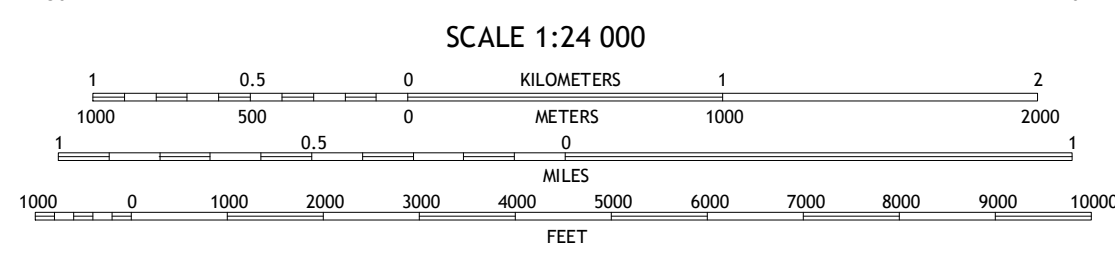 SCALE 1:24 000
1 0.5 0 KILOMETERS 1 2
1000 500 0 METERS 1000 2000
1 0.5 0 1
MILES
1000 0 1000 2000 3000 4000 5000 6000 7000 8000 9000 10000
FEET